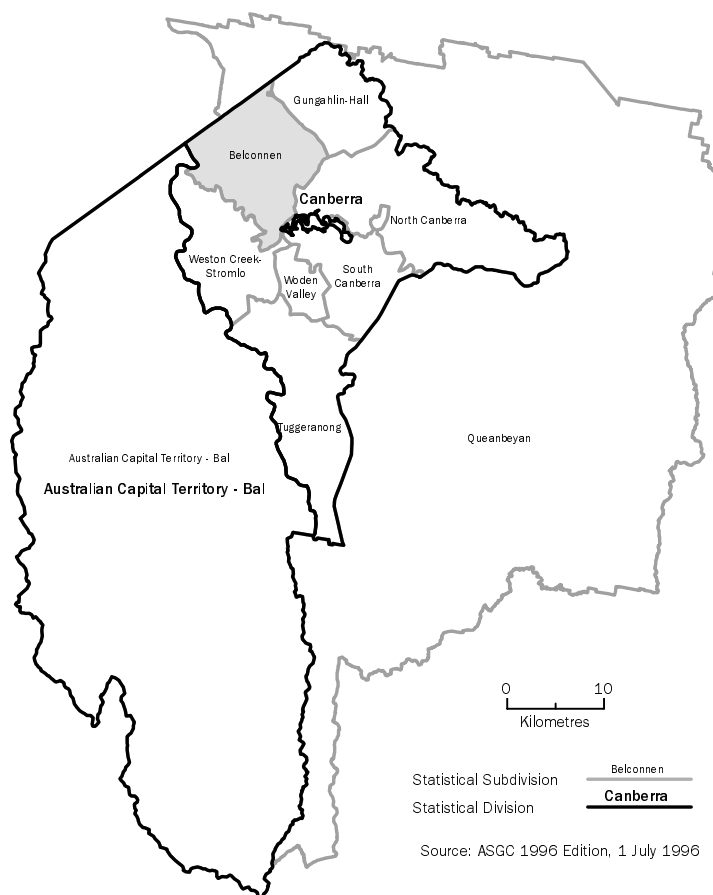 Gungahlin-Hall
Belconnen
Canberra
North Canberra
Weston Creek-
Stromlo
Woden
Valley
South
Canberra
Tuggeranong
Queanbeyan
Australian Capital Territory - Bal
Australian Capital Territory - Bal
0 10
Kilometres
Statistical Subdivision Belconnen
Statistical Division Canberra
Source: ASGC 1996 Edition, 1 July 1996